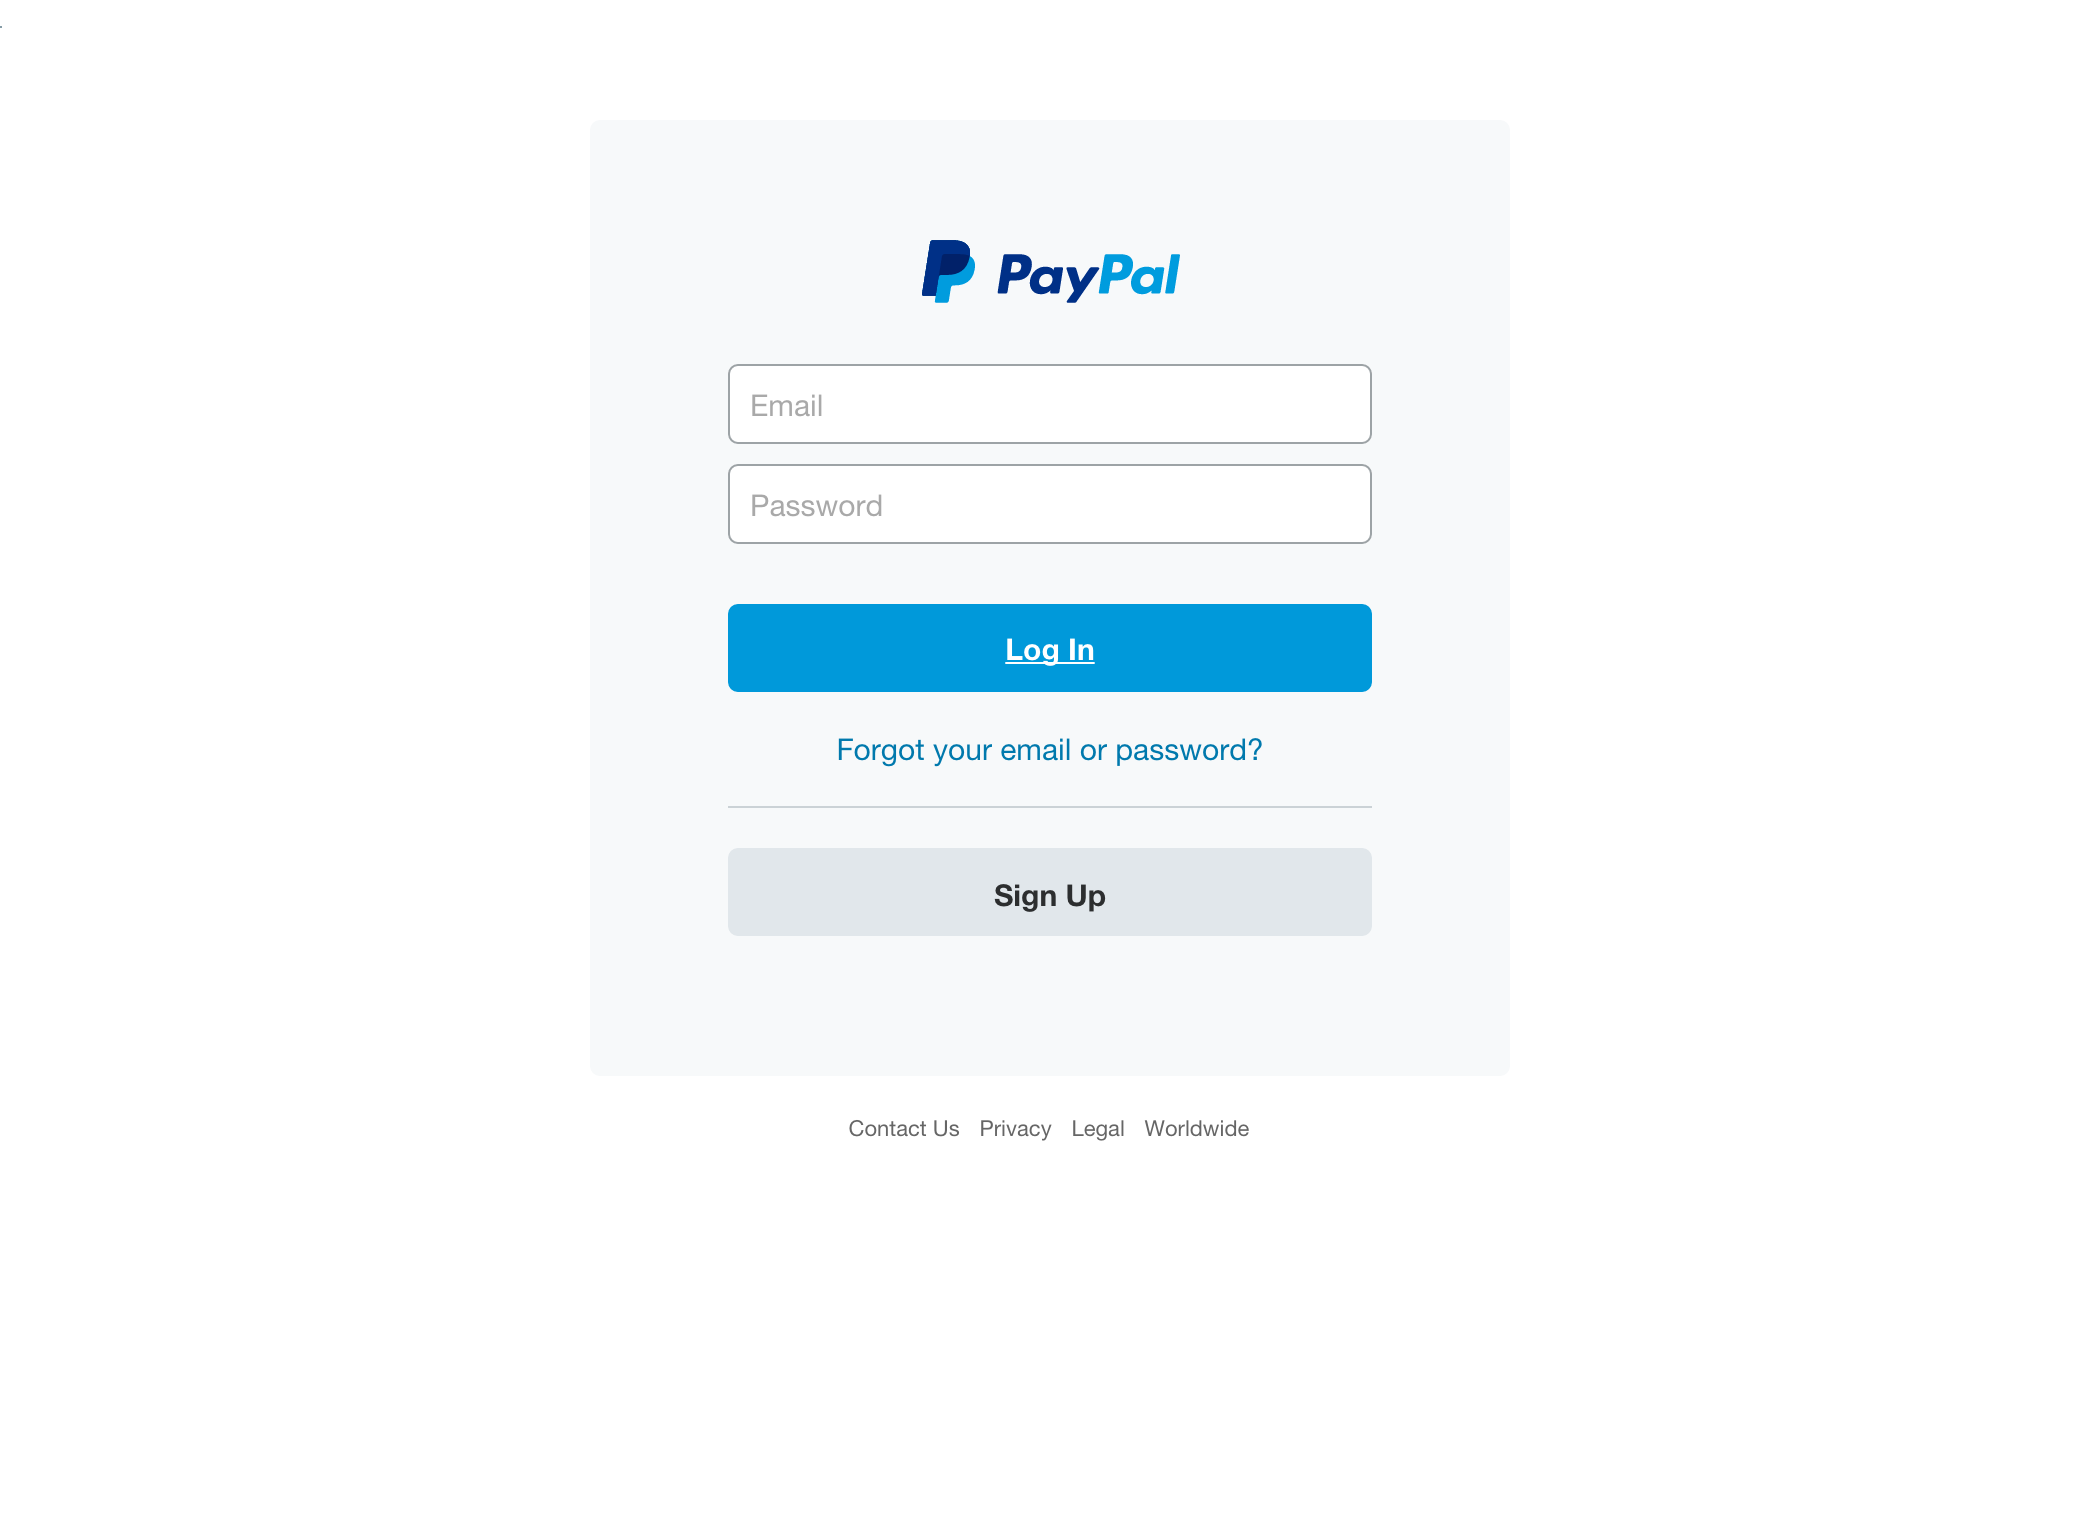 PayPal
Email
Password
Log In
Forgot your email or password?
Sign Up
Contact Us Privacy Legal Worldwide